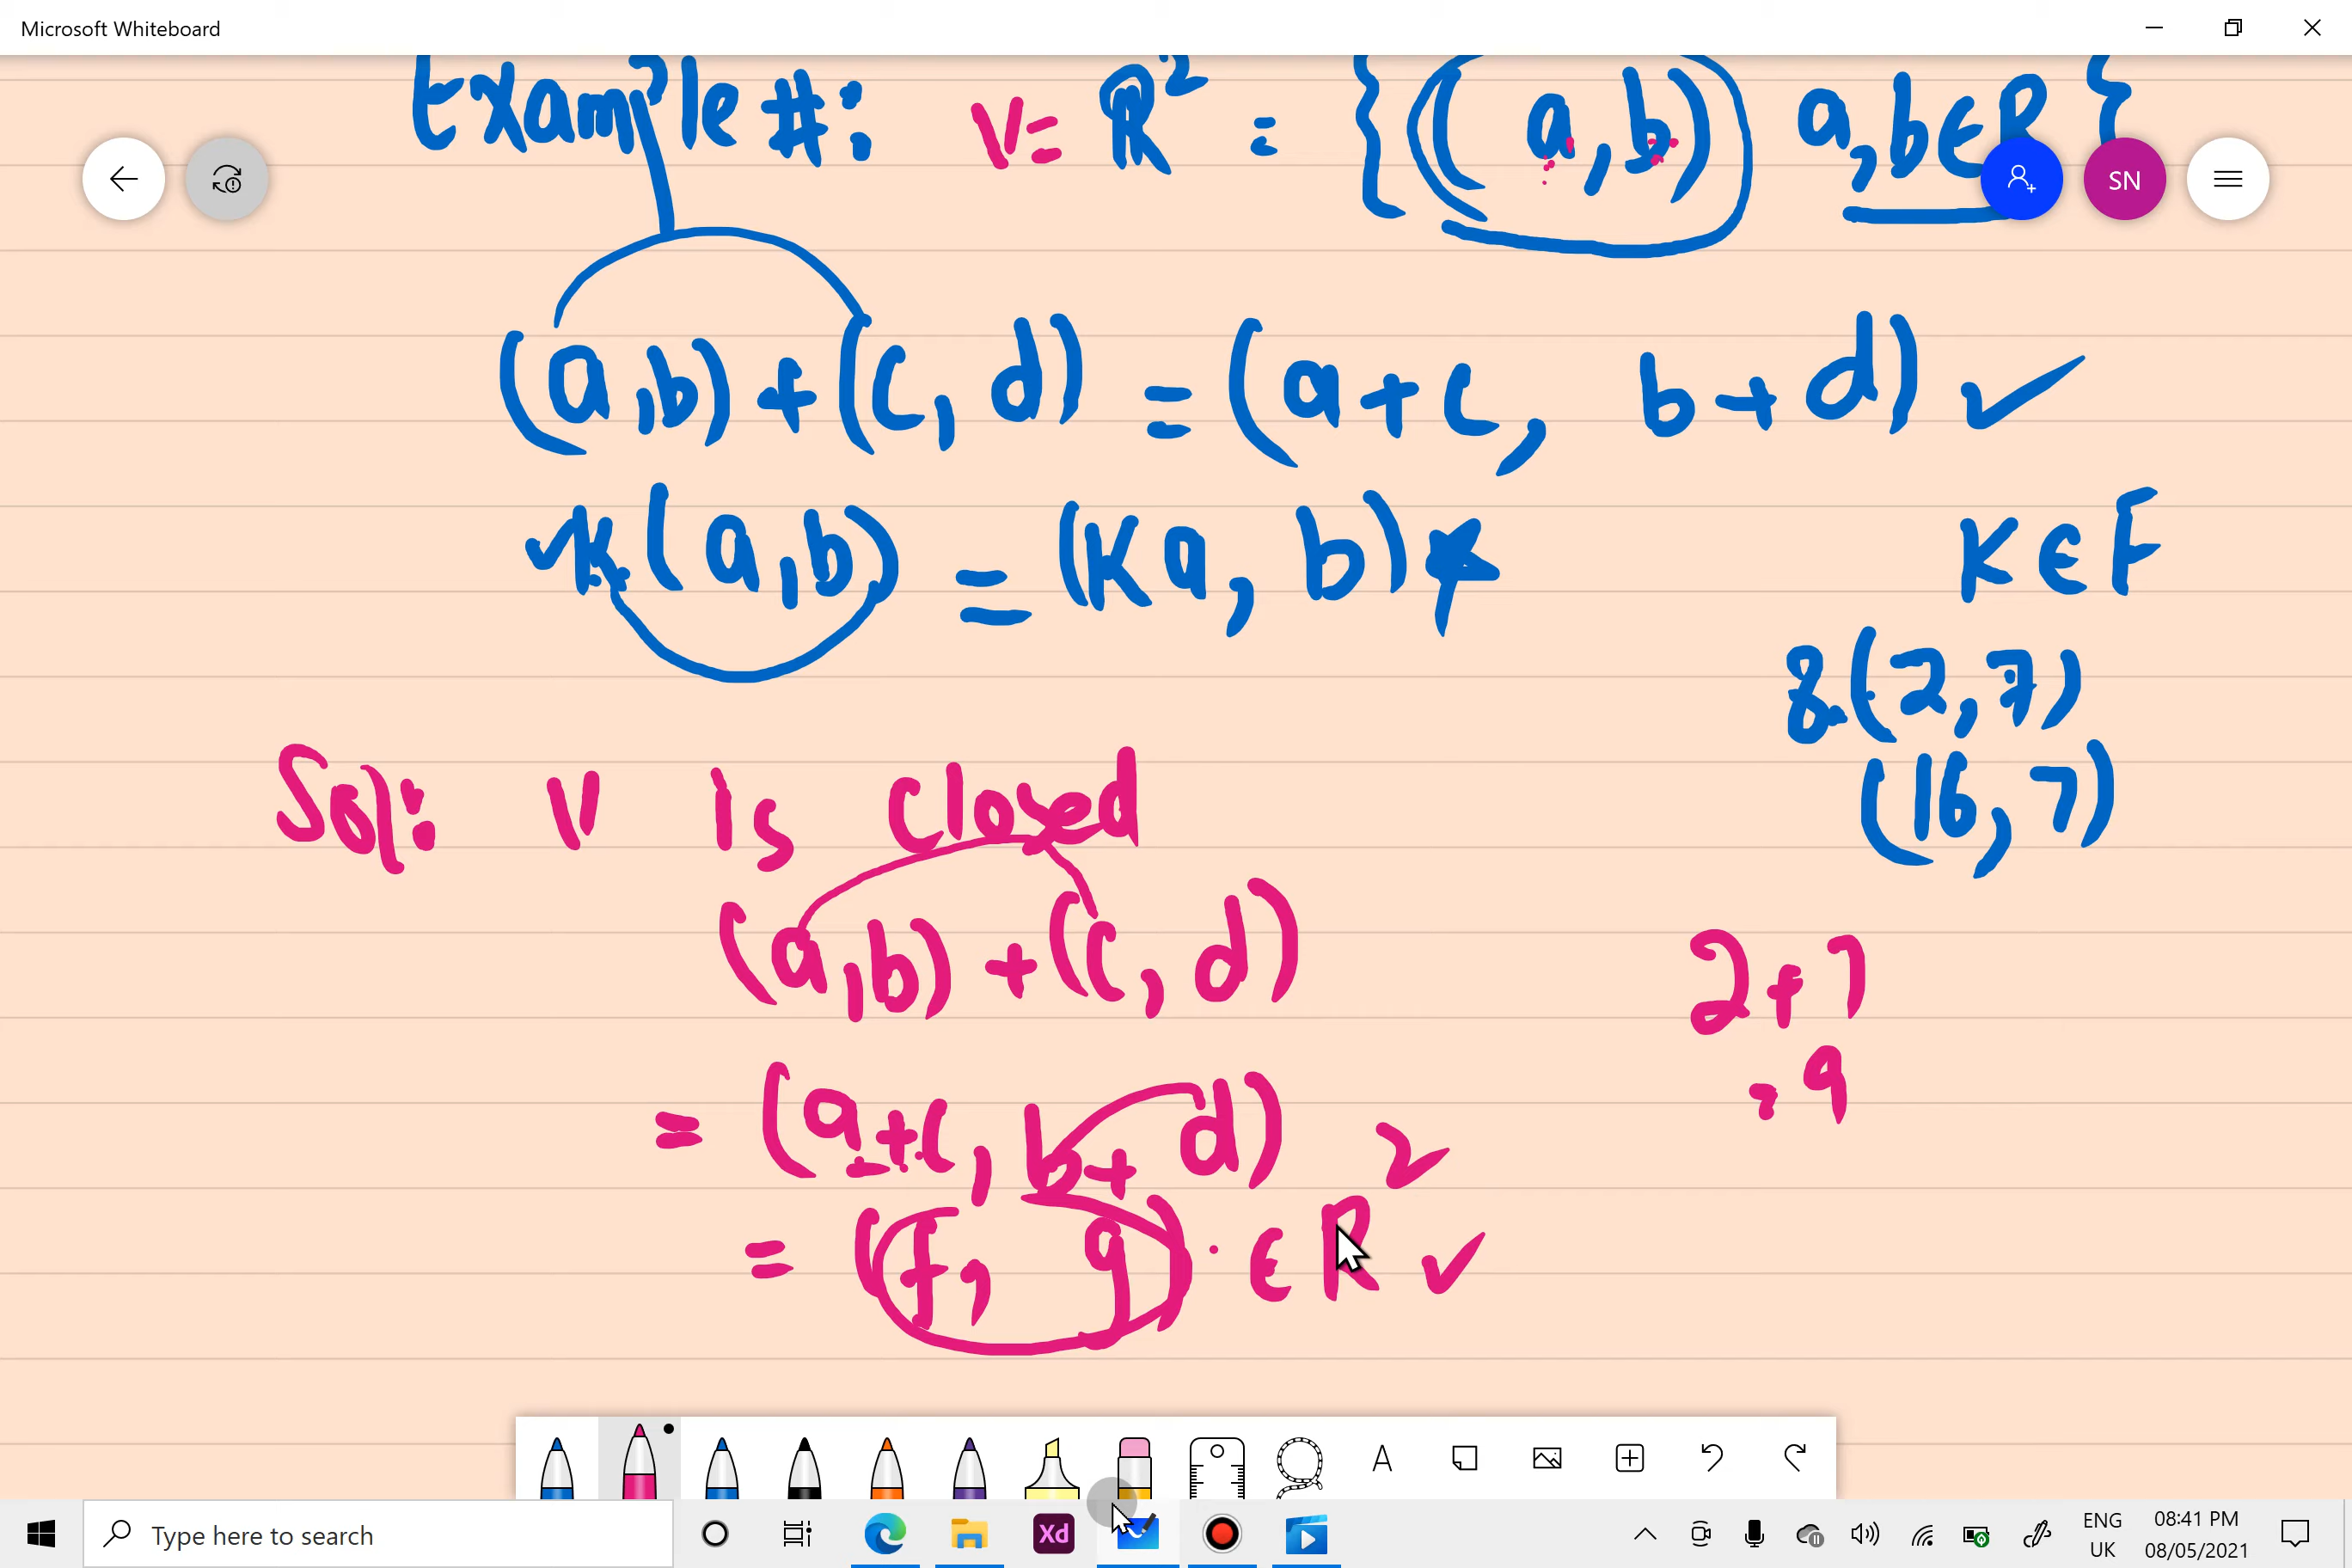 Microsoft Whiteboard
Example #: V = R² = {(a,b) a,b ∈ R}
SN
(a,b) + (c,d) = (a+c, b+d) ✓
k(a,b) = (Ka, b) * K ∈ F
8.(2,7)
(16,7)
Sol: V is closed
(a,b) + (c,d)
2+7
= 9
= (a+c, b+d)
= (f, g) ∈ R² ✓
A
Type here to search
Xd
ENG
UK
08:41 PM
08/05/2021